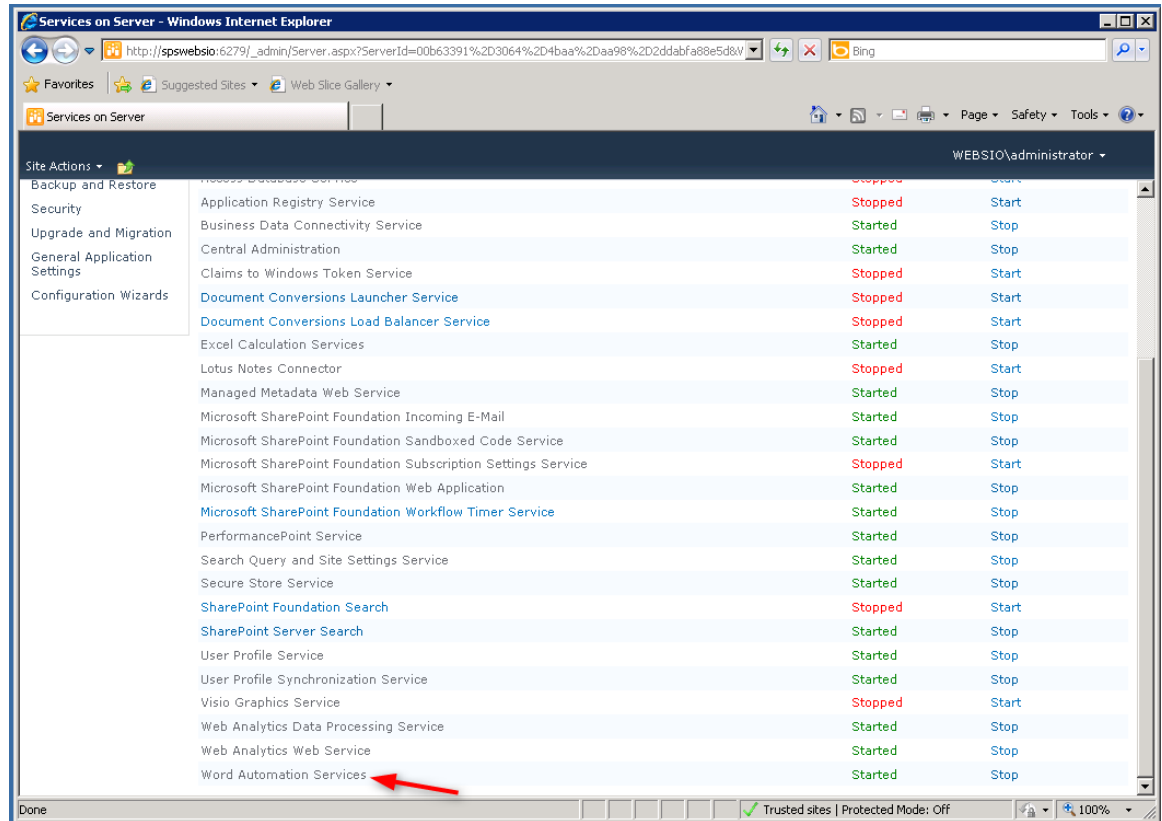 Services on Server - Windows Internet Explorer
http://spswebsio:6279/_admin/Server.aspx?ServerId=00b63391%2D3064%2D4baa%2Daa98%2D2ddabfa88e5d&V
Bing
Favorites Suggested Sites Web Slice Gallery
Services on Server Page Safety Tools
Site Actions WEBSIO\administrator
Backup and Restore
Security
Upgrade and Migration
General Application
Settings
Configuration Wizards
Access Database Service Stopped Start
Application Registry Service Stopped Start
Business Data Connectivity Service Started Stop
Central Administration Started Stop
Claims to Windows Token Service Stopped Start
Document Conversions Launcher Service Stopped Start
Document Conversions Load Balancer Service Stopped Start
Excel Calculation Services Started Stop
Lotus Notes Connector Stopped Start
Managed Metadata Web Service Started Stop
Microsoft SharePoint Foundation Incoming E-Mail Started Stop
Microsoft SharePoint Foundation Sandboxed Code Service Started Stop
Microsoft SharePoint Foundation Subscription Settings Service Stopped Start
Microsoft SharePoint Foundation Web Application Started Stop
Microsoft SharePoint Foundation Workflow Timer Service Started Stop
PerformancePoint Service Started Stop
Search Query and Site Settings Service Started Stop
Secure Store Service Started Stop
SharePoint Foundation Search Stopped Start
SharePoint Server Search Started Stop
User Profile Service Started Stop
User Profile Synchronization Service Started Stop
Visio Graphics Service Stopped Start
Web Analytics Data Processing Service Started Stop
Web Analytics Web Service Started Stop
Word Automation Services Started Stop
Done Trusted sites | Protected Mode: Off 100%